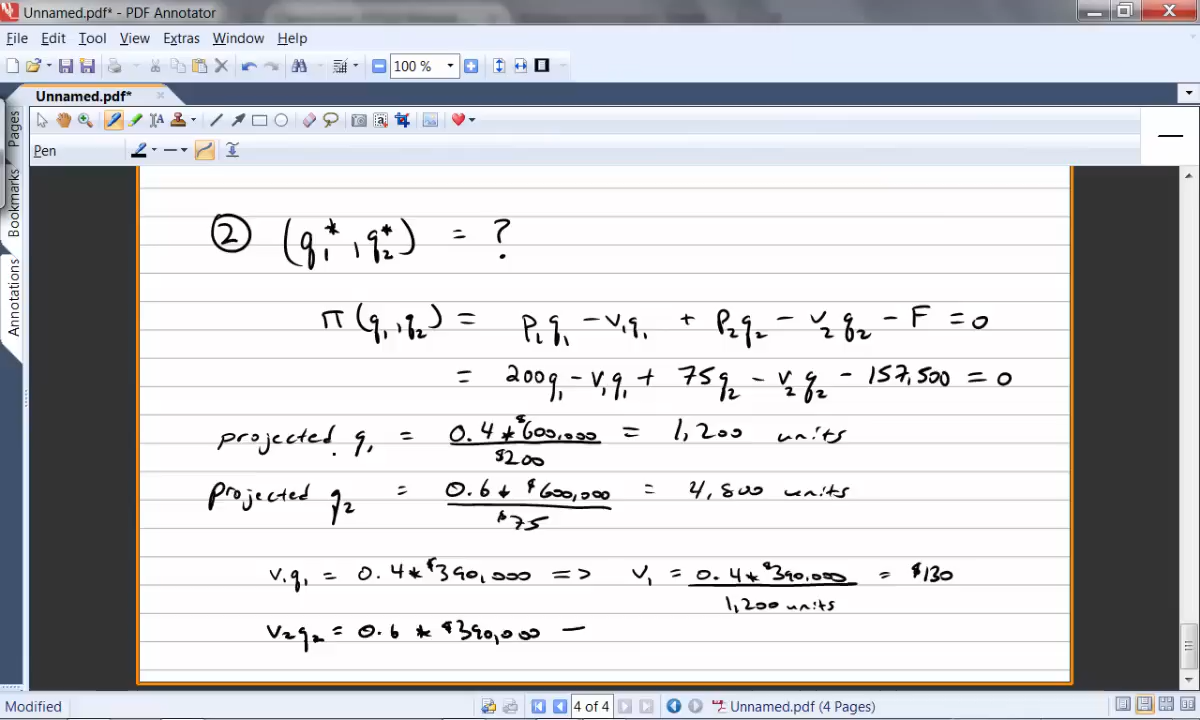 Unnamed.pdf* - PDF Annotator
File Edit Tool View Extras Window Help
100 %
Unnamed.pdf*
Pages
Bookmarks
Annotations
Pen
② (q₁*, q₂*) = ?
π(q₁, q₂) = p₁q₁ - v₁q₁ + p₂q₂ - v₂q₂ - F = 0
= 200q₁ - v₁q₁ + 75q₂ - v₂q₂ - 157,500 = 0
projected q₁ = 0.4 * $600,000 / $200 = 1,200 units
projected q₂ = 0.6 * $600,000 / $75 = 4,800 units
v₁q₁ = 0.4 * $390,000 => v₁ = 0.4 * $390,000 / 1,200 units = $130
v₂q₂ = 0.6 * $390,000 —
Modified
4 of 4
Unnamed.pdf (4 Pages)